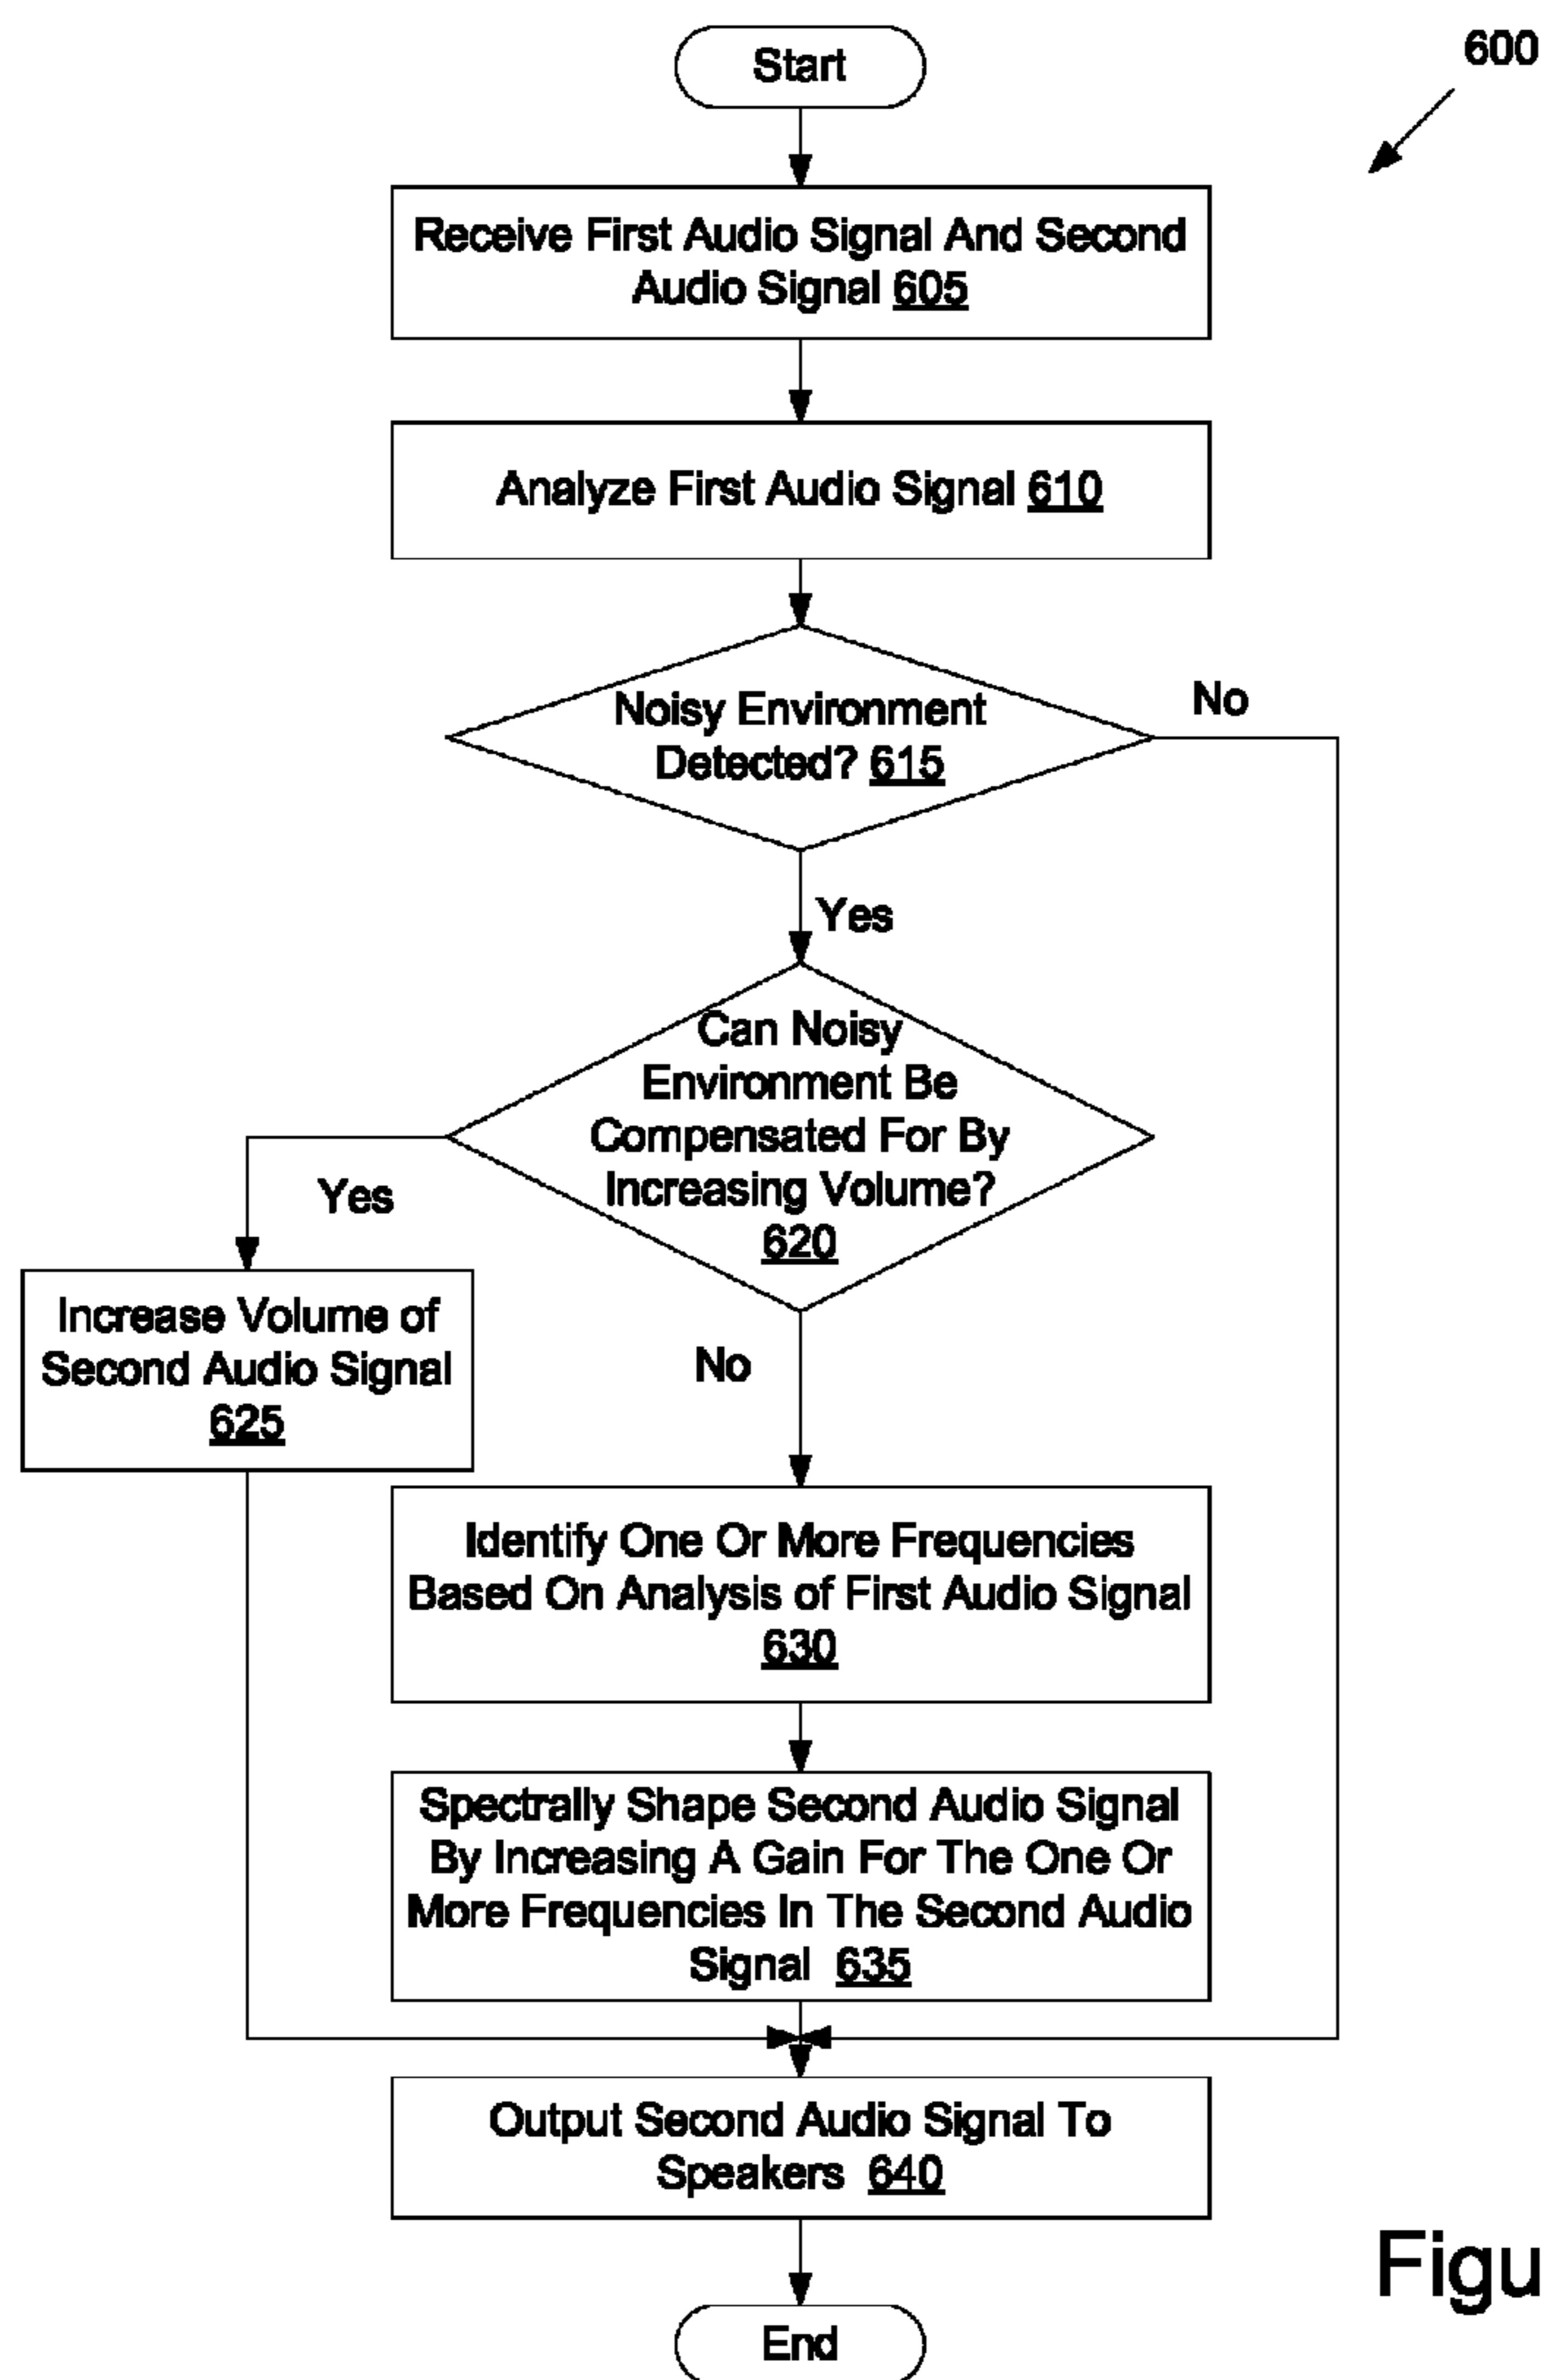 Start
600
Receive First Audio Signal And Second
Audio Signal 605
Analyze First Audio Signal 610
Noisy Environment
Detected? 615
No
Yes
Can Noisy
Environment Be
Compensated For By
Increasing Volume?
620
Yes
Increase Volume of
Second Audio Signal
625
No
Identify One Or More Frequencies
Based On Analysis of First Audio Signal
630
Spectrally Shape Second Audio Signal
By Increasing A Gain For The One Or
More Frequencies In The Second Audio
Signal 635
Output Second Audio Signal To
Speakers 640
Figu
End